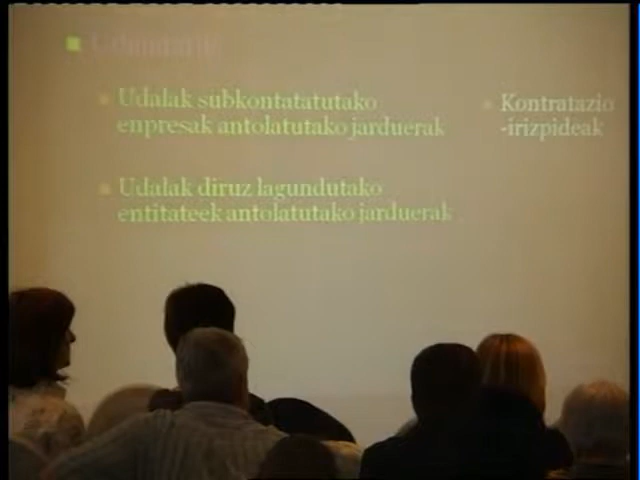 Udalak subkontatatutako
enpresak antolatutako jarduerak
Kontratazio
-irizpideak
Udalak diruz lagundutako
entitateek antolatutako jarduerak